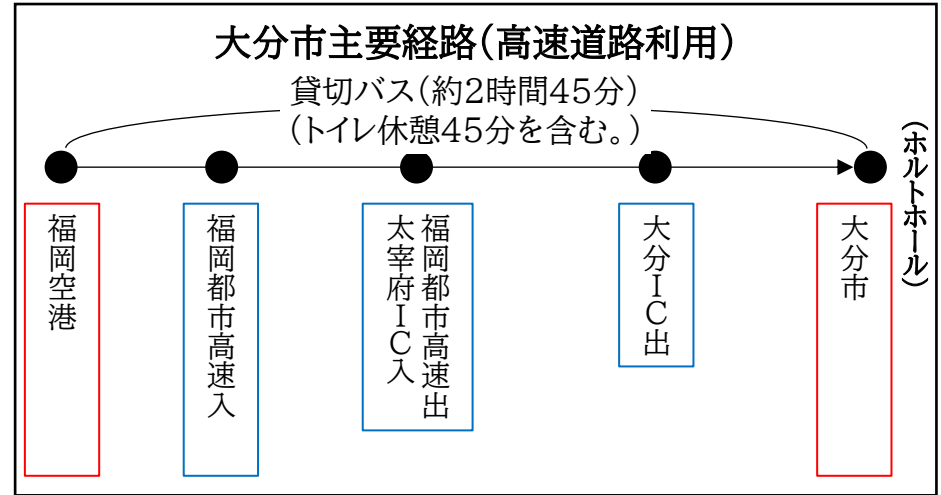 大分市主要経路（高速道路利用）
貸切バス（約2時間45分）
（トイレ休憩45分を含む。）
福岡空港
福岡都市高速入
福岡都市高速出
太宰府IC入
大分IC出
大分市
（ホルトホール）